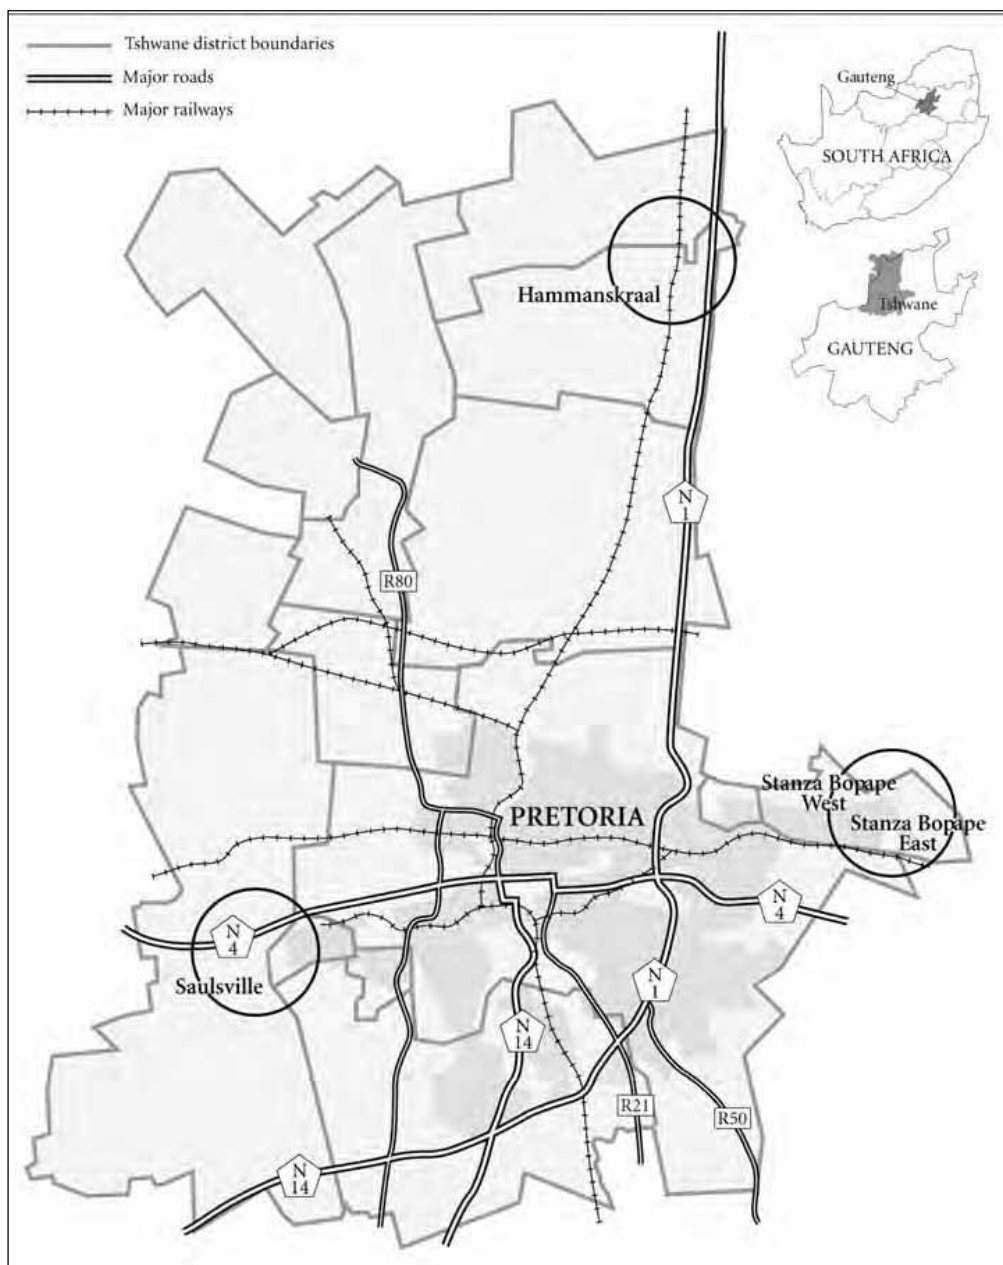 Tshwane district boundaries
Major roads
Major railways
Gauteng
SOUTH AFRICA
Tshwane
GAUTENG
Hammanskraal
N
1
R80
Stanza Bopape
West
Stanza Bopape
East
PRETORIA
N
4
N
4
Saulsville
N
1
N
14
R21
R50
N
14